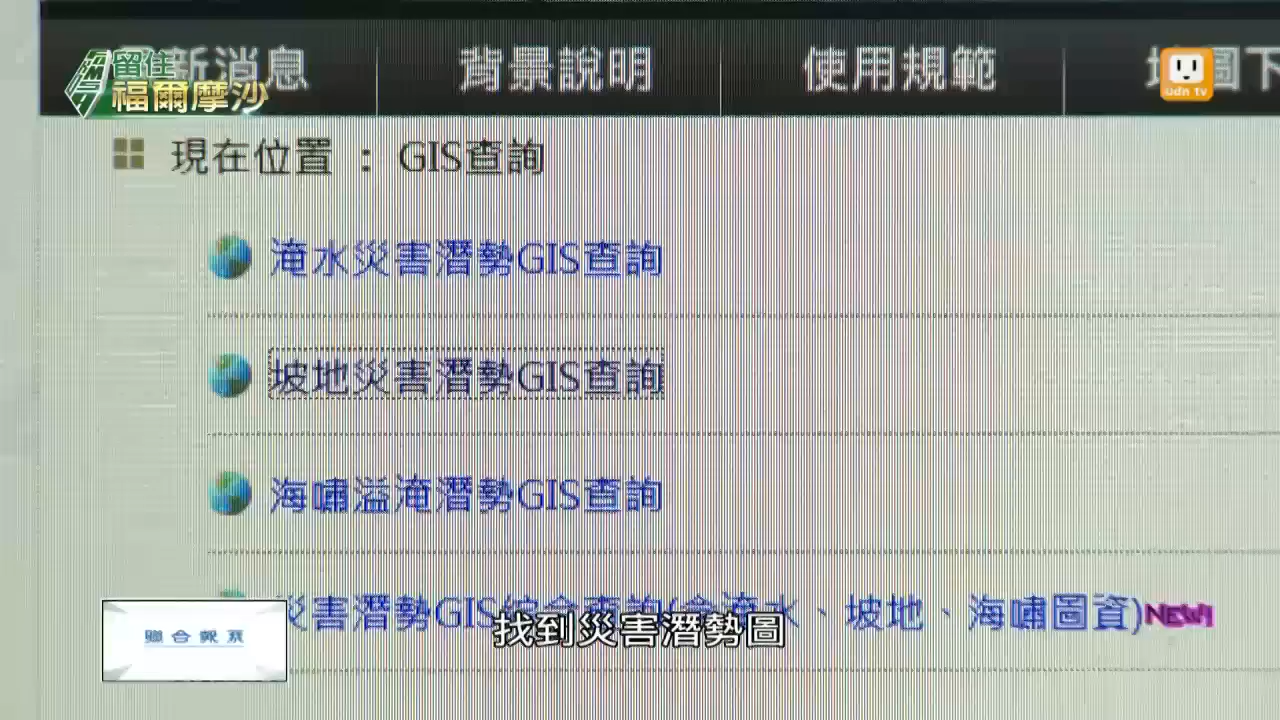 新消息 背景說明 使用規範 圖下
留住
福爾摩沙
udn tv
現在位置 : GIS查詢
淹水災害潛勢GIS查詢
坡地災害潛勢GIS查詢
海嘯溢淹潛勢GIS查詢
災害潛勢GIS綜合查詢(含淹水、坡地、海嘯圖資)NEW!
找到災害潛勢圖
聯合報系